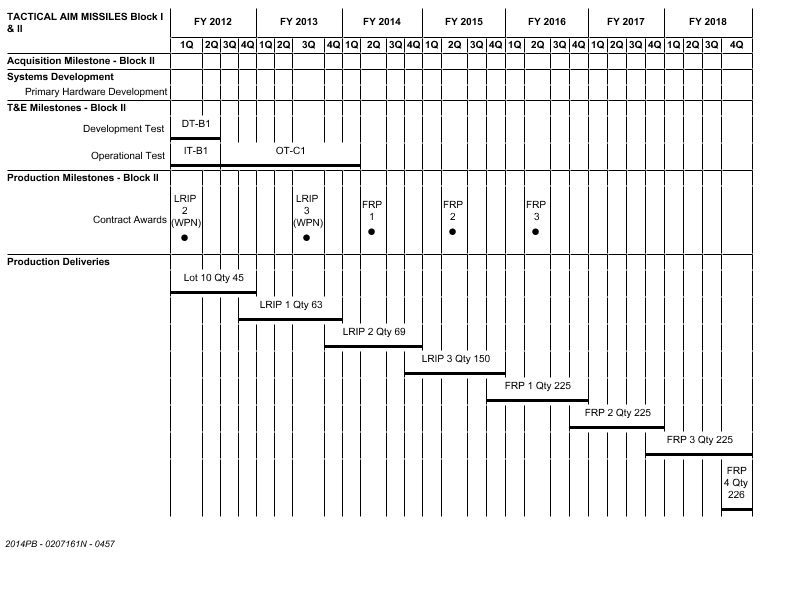 TACTICAL AIM MISSILES Block I
& II
FY 2012 FY 2013 FY 2014 FY 2015 FY 2016 FY 2017 FY 2018
1Q 2Q 3Q 4Q 1Q 2Q 3Q 4Q 1Q 2Q 3Q 4Q 1Q 2Q 3Q 4Q 1Q 2Q 3Q 4Q 1Q 2Q 3Q 4Q 1Q 2Q 3Q 4Q
Acquisition Milestone - Block II
Systems Development
Primary Hardware Development
T&E Milestones - Block II
Development Test
DT-B1
Operational Test
IT-B1 OT-C1
Production Milestones - Block II
Contract Awards
LRIP
2
(WPN)
LRIP
3
(WPN)
FRP
1
FRP
2
FRP
3
Production Deliveries
Lot 10 Qty 45
LRIP 1 Qty 63
LRIP 2 Qty 69
LRIP 3 Qty 150
FRP 1 Qty 225
FRP 2 Qty 225
FRP 3 Qty 225
FRP
4 Qty
226
2014PB - 0207161N - 0457